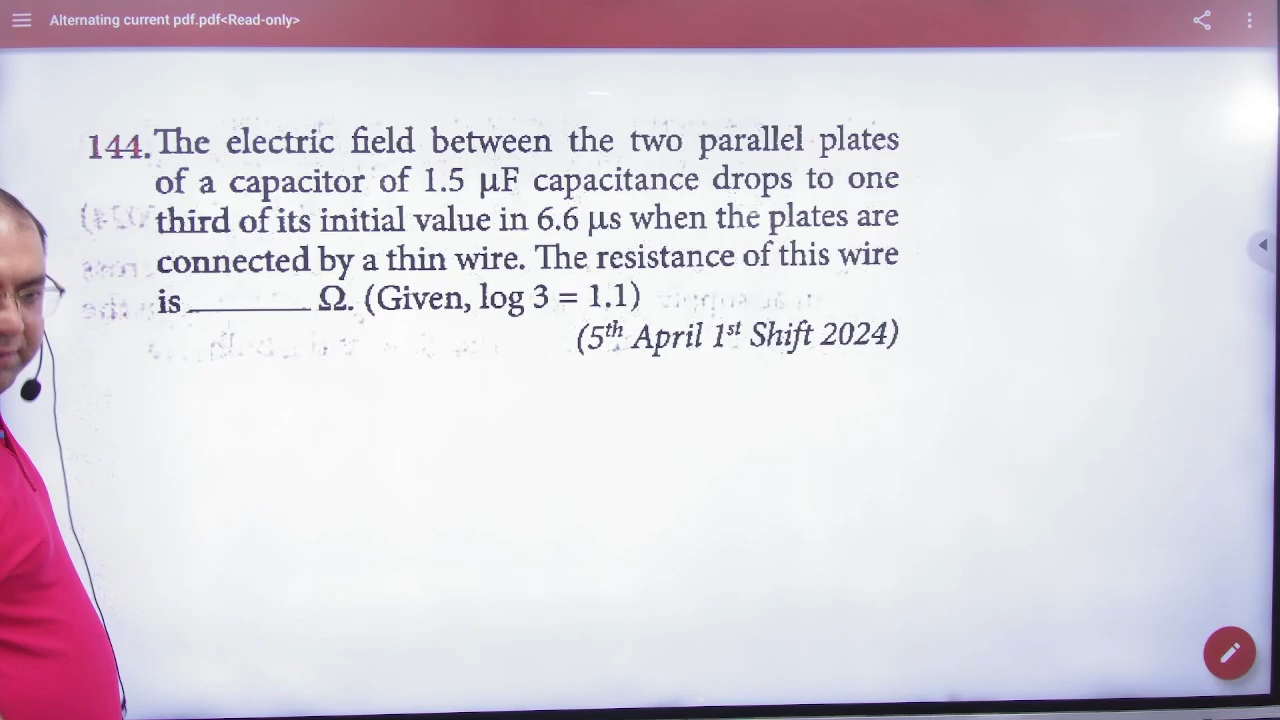 Alternating current pdf.pdf<Read-only>
144. The electric field between the two parallel plates
of a capacitor of 1.5 μF capacitance drops to one
third of its initial value in 6.6 μs when the plates are
connected by a thin wire. The resistance of this wire
is ________ Ω. (Given, log 3 = 1.1)
(5th April 1st Shift 2024)